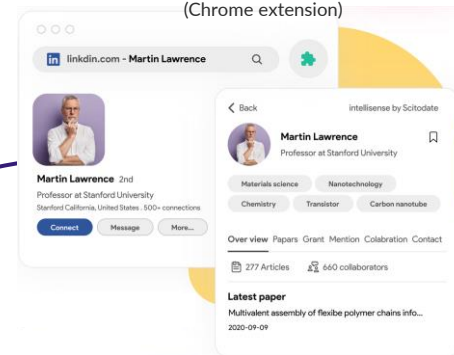 (Chrome extension)
in linkdin.com - Martin Lawrence
Martin Lawrence 2nd
Professor at Stanford University
Stanford California, United States . 500+ connections
Connect Message More...
Back intellisense by Scitodate
Martin Lawrence
Professor at Stanford University
Materials science Nanotechnology
Chemistry Transistor Carbon nanotube
Over view Papars Grant Mention Colabration Contact
277 Articles 660 collaborators
Latest paper
Multivalent assembly of flexibe polymer chains info...
2020-09-09